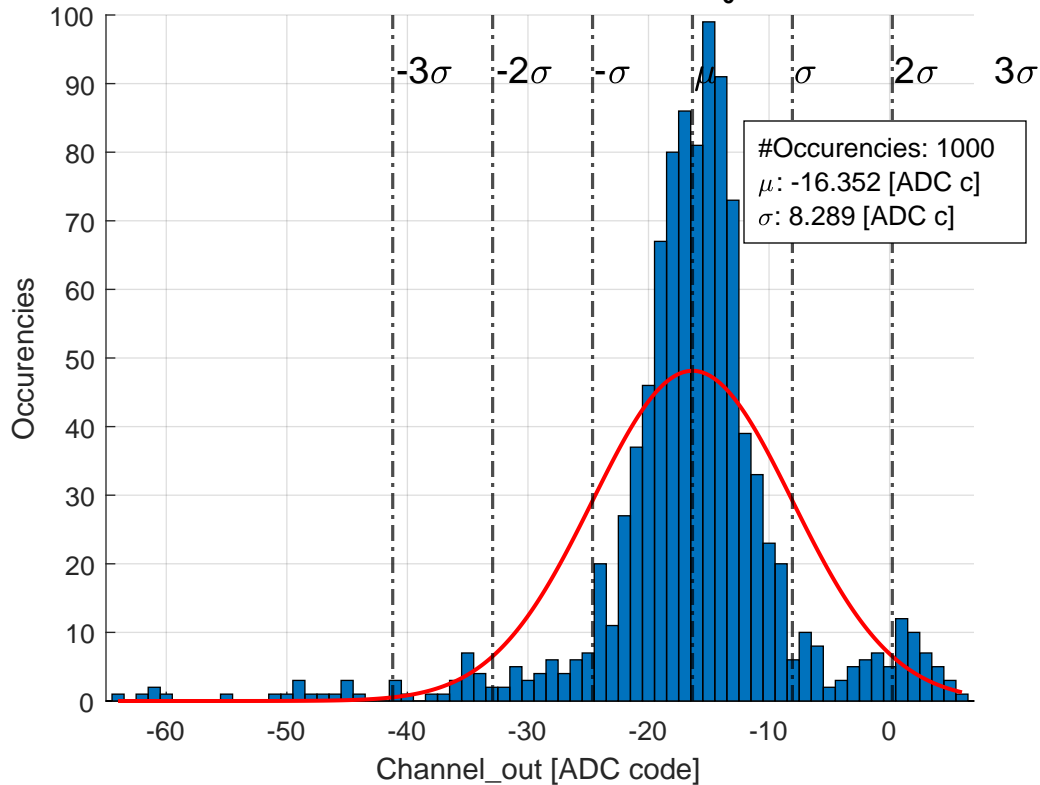 100
90
80
70
60
50
40
30
20
10
0
Occurencies
-3σ -2σ -σ μ σ 2σ 3σ
#Occurencies: 1000
μ: -16.352 [ADC c]
σ: 8.289 [ADC c]
-60 -50 -40 -30 -20 -10 0
Channel_out [ADC code]